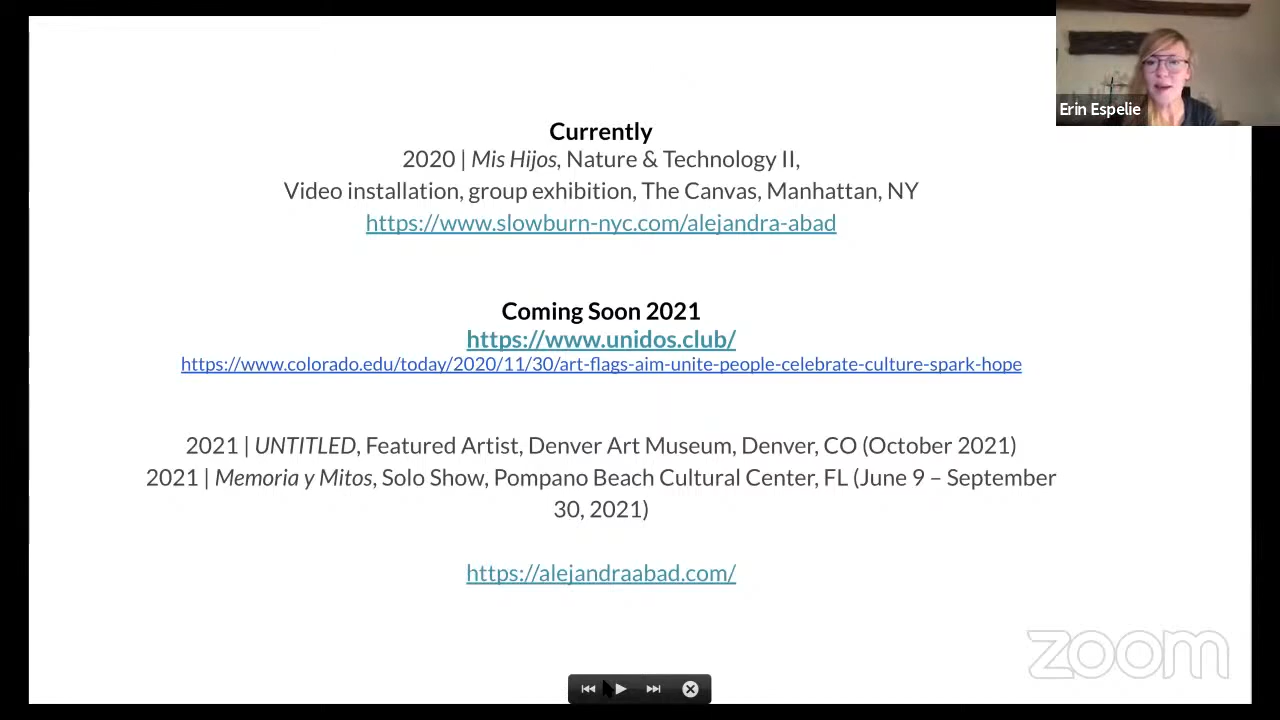 Erin Espelie
Currently
2020 | Mis Hijos, Nature & Technology II,
Video installation, group exhibition, The Canvas, Manhattan, NY
https://www.slowburn-nyc.com/alejandra-abad
Coming Soon 2021
https://www.unidos.club/
https://www.colorado.edu/today/2020/11/30/art-flags-aim-unite-people-celebrate-culture-spark-hope
2021 | UNTITLED, Featured Artist, Denver Art Museum, Denver, CO (October 2021)
2021 | Memoria y Mitos, Solo Show, Pompano Beach Cultural Center, FL (June 9 – September
30, 2021)
https://alejandraabad.com/
zoom